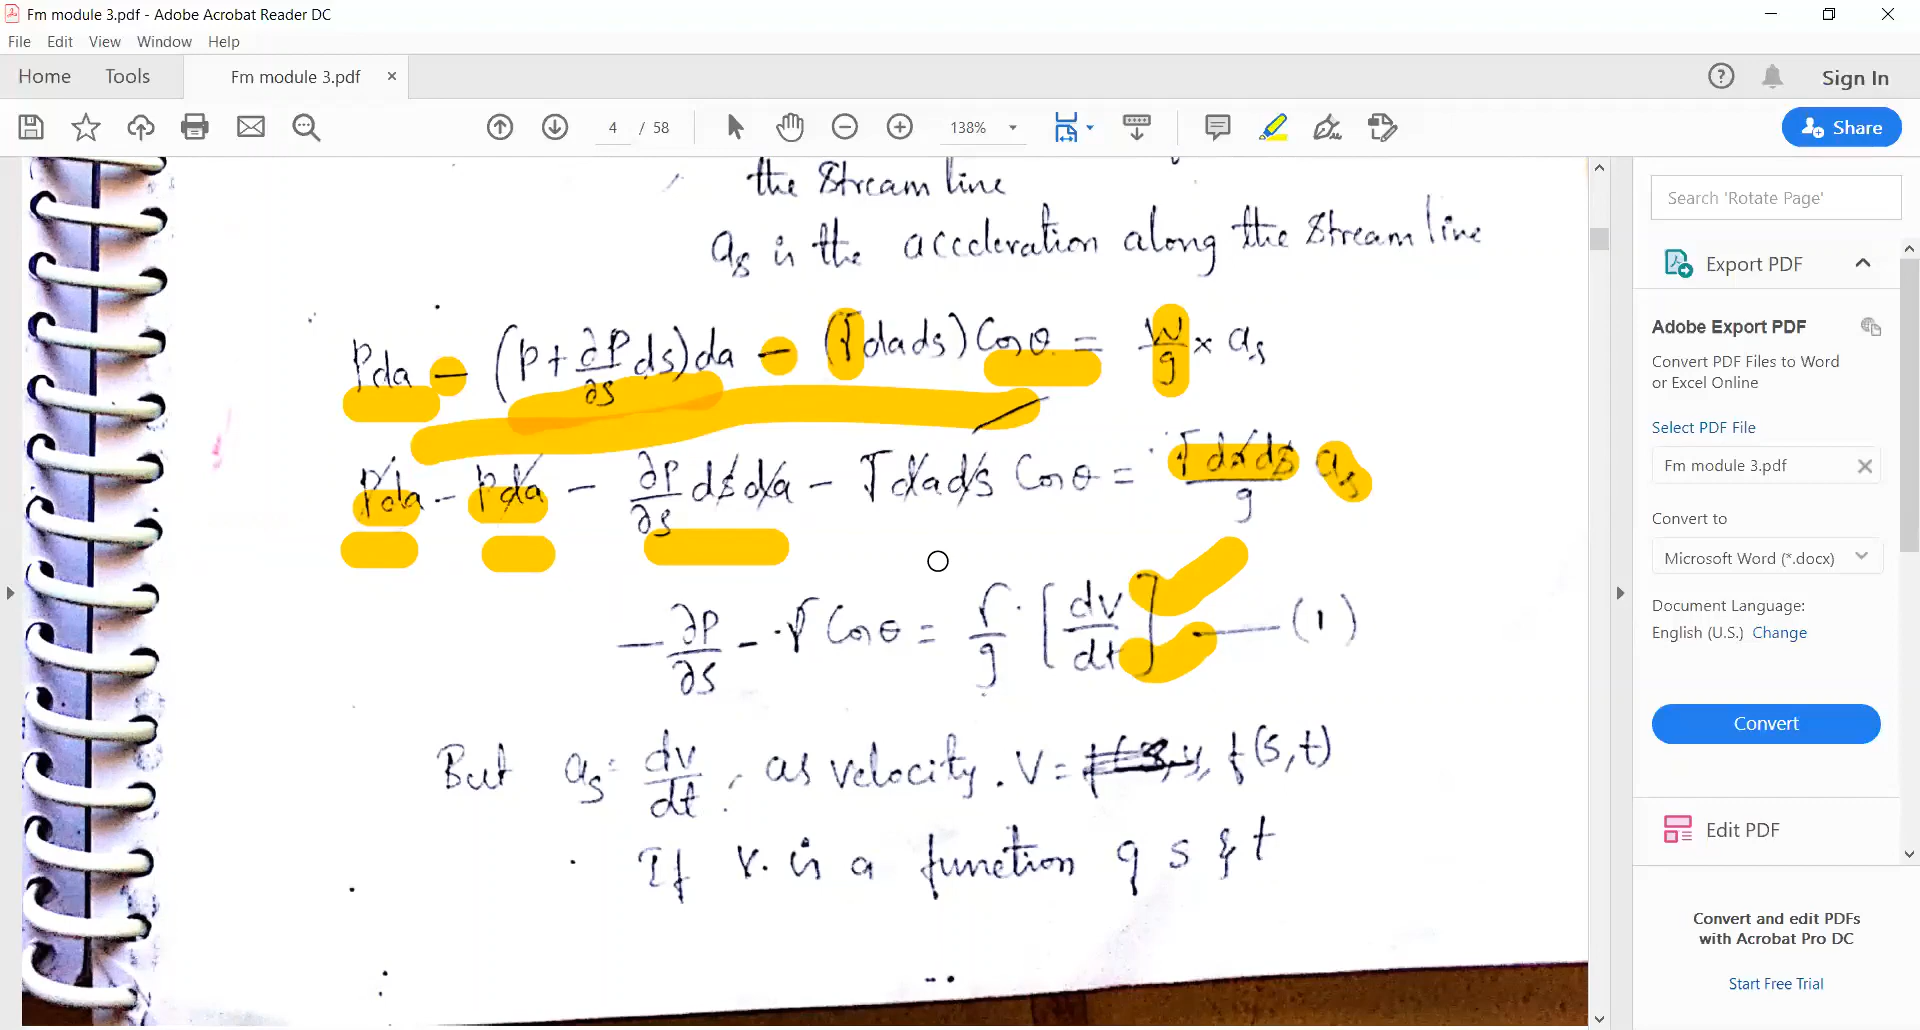 Fm module 3.pdf - Adobe Acrobat Reader DC
File Edit View Window Help
Home Tools Fm module 3.pdf × Sign In
4 / 58 138% Share
the Stream line
as is the acceleration along the stream line
Pda - (P + ∂P/∂s ds)da - (γ da ds) Cosθ = W/g × as
Pda - Pda - ∂P/∂s ds da - γ da ds Cosθ = γ da ds/g as
- ∂P/∂s - γ Cosθ = γ/g [dv/dt] — (1)
But as = dv/dt, as velocity. V = f(s,t)
If v. is a function of s & t
Search 'Rotate Page'
Export PDF
Adobe Export PDF
Convert PDF Files to Word
or Excel Online
Select PDF File
Fm module 3.pdf
Convert to
Microsoft Word (*.docx)
Document Language:
English (U.S.) Change
Convert
Edit PDF
Convert and edit PDFs
with Acrobat Pro DC
Start Free Trial